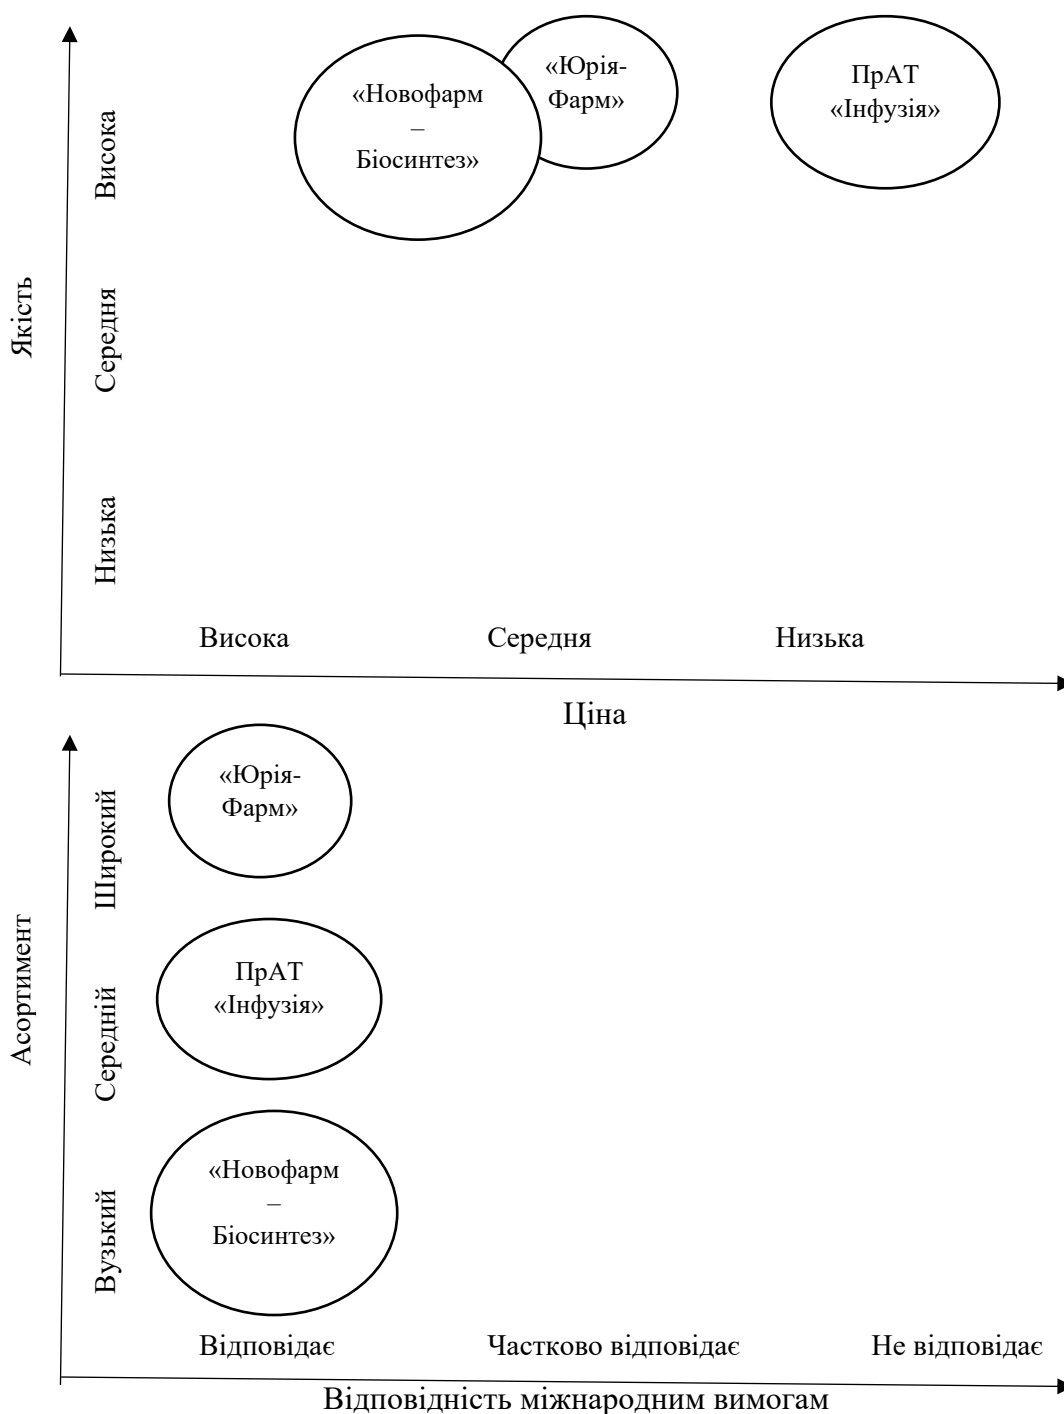 «Новофарм
–
Біосинтез»
«Юрія-
Фарм»
ПрАТ
«Інфузія»
Якість
Висока
Середня
Низька
Висока
Середня
Низька
Ціна
«Юрія-
Фарм»
ПрАТ
«Інфузія»
«Новофарм
–
Біосинтез»
Асортимент
Широкий
Середній
Вузький
Відповідає
Частково відповідає
Не відповідає
Відповідність міжнародним вимогам